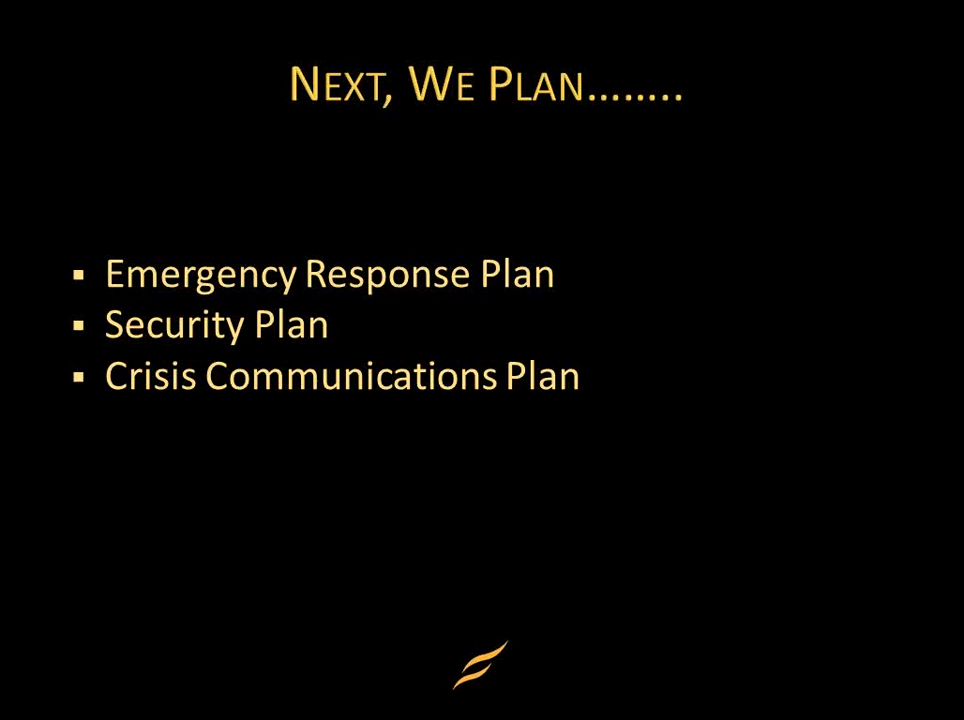 NEXT, WE PLAN……..
▪ Emergency Response Plan
▪ Security Plan
▪ Crisis Communications Plan